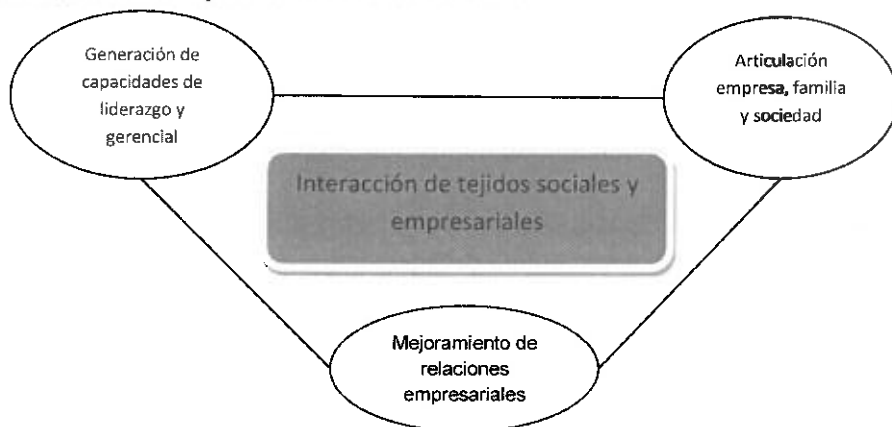 Generación de
capacidades de
liderazgo y
gerencial
Articulación
empresa, familia
y sociedad
Interacción de tejidos sociales y
empresariales
Mejoramiento de
relaciones
empresariales